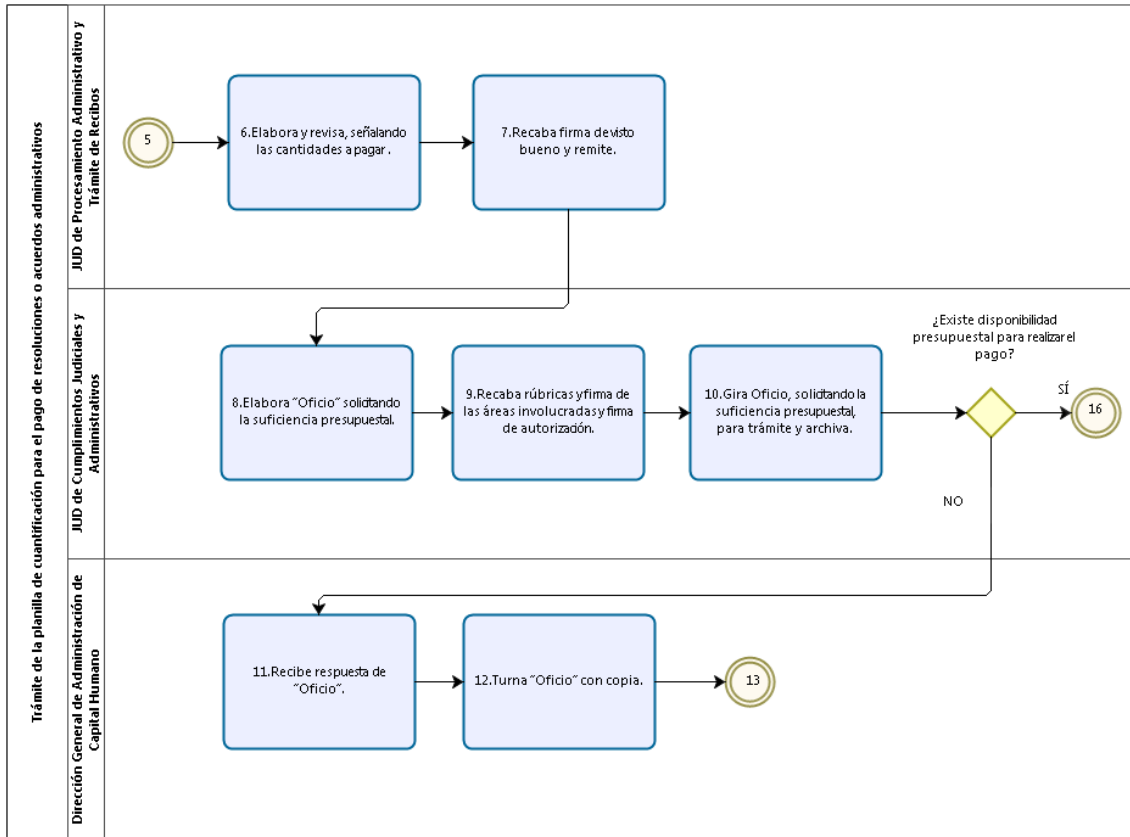 Trámite de la planilla de cuantificación para el pago de resoluciones o acuerdos administrativos
JUD de Procesamiento Administrativo y
Trámite de Recibos
5
6.Elabora y revisa, señalando
las cantidades a pagar.
7.Recaba firma de visto
bueno y remite.
JUD de Cumplimientos Judiciales y
Administrativos
8.Elabora "Oficio" solicitando
la suficiencia presupuestal.
9.Recaba rúbricas y firma de
las áreas involucradas y firma
de autorización.
10.Gira Oficio, solicitando la
suficiencia presupuestal,
para trámite y archiva.
¿Existe disponibilidad
presupuestal para realizar el
pago?
SÍ
16
NO
Dirección General de Administración de
Capital Humano
11.Recibe respuesta de
"Oficio".
12.Turna "Oficio" con copia.
13